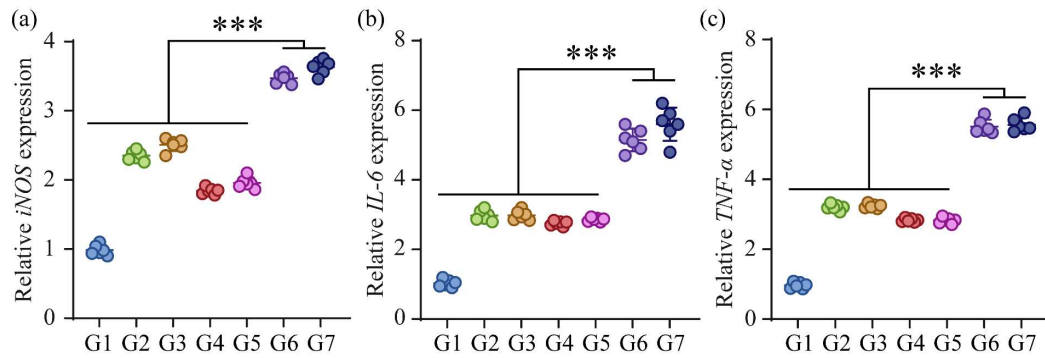 (a)
Relative iNOS expression
4
3
2
1
0
***
G1 G2 G3 G4 G5 G6 G7
(b)
Relative IL-6 expression
8
6
4
2
0
***
G1 G2 G3 G4 G5 G6 G7
(c)
Relative TNF-α expression
8
6
4
2
0
***
G1 G2 G3 G4 G5 G6 G7